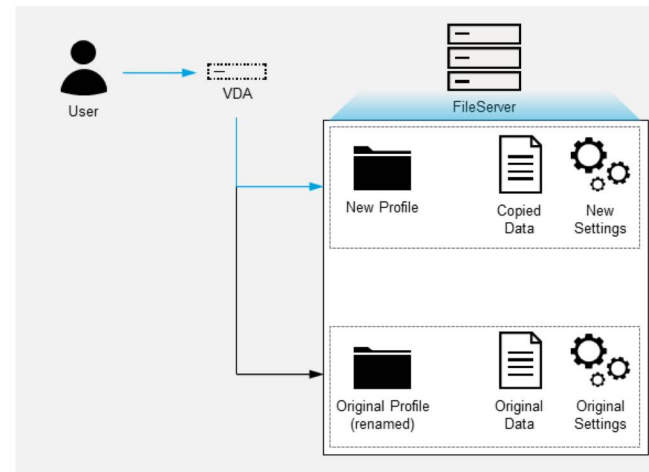 User
VDA
FileServer
New Profile
Copied
Data
New
Settings
Original Profile
(renamed)
Original
Data
Original
Settings